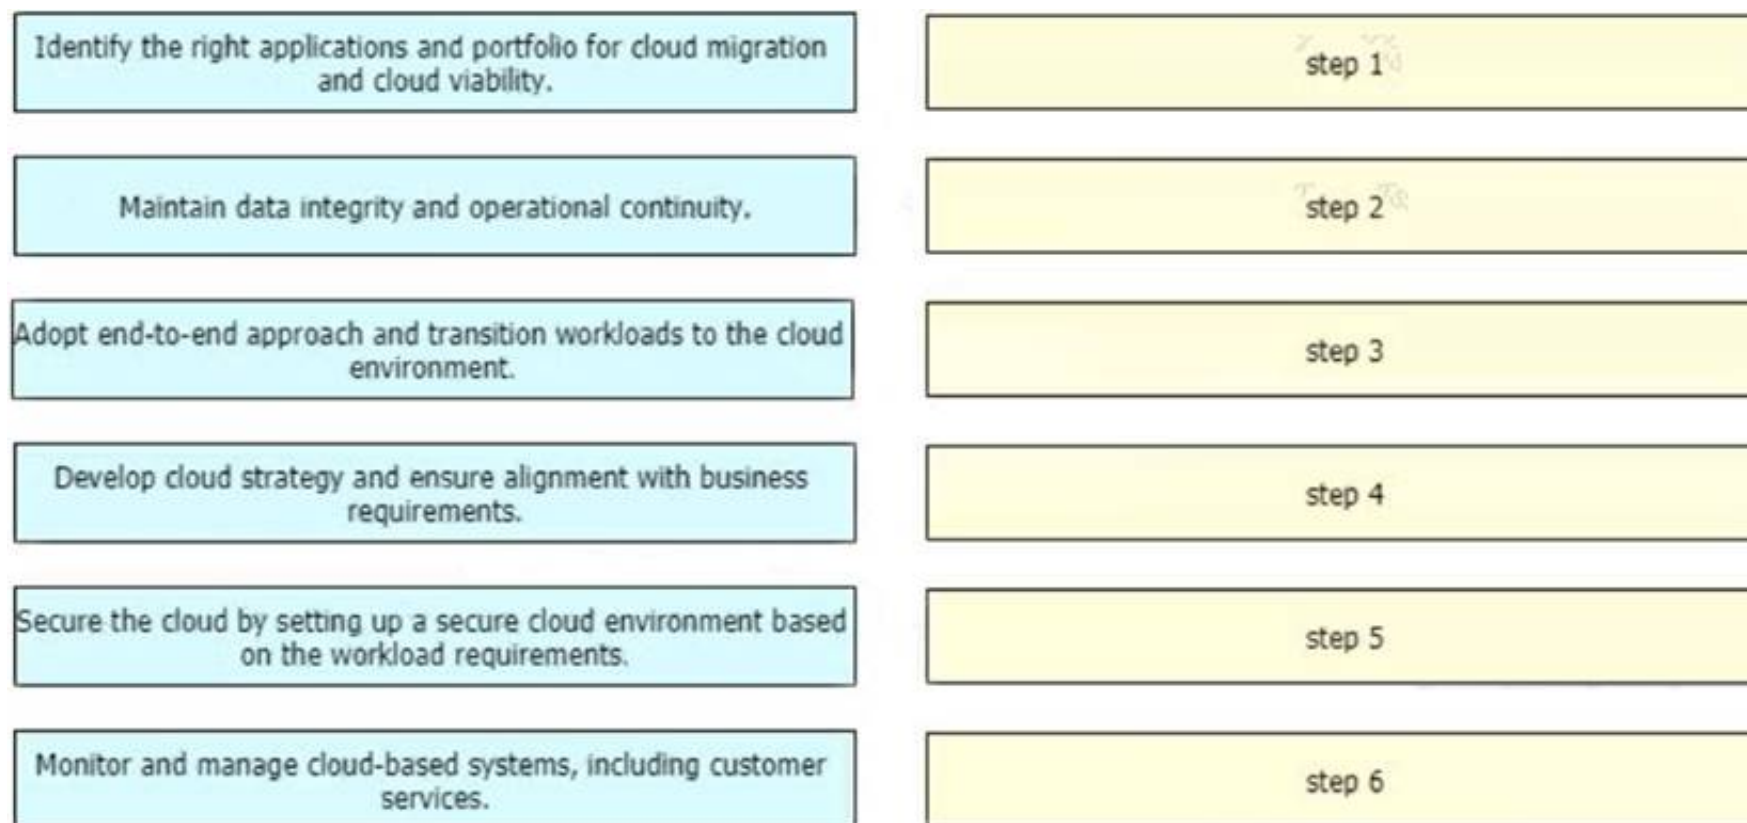 Identify the right applications and portfolio for cloud migration
and cloud viability.
step 1
Maintain data integrity and operational continuity.
step 2
Adopt end-to-end approach and transition workloads to the cloud
environment.
step 3
Develop cloud strategy and ensure alignment with business
requirements.
step 4
Secure the cloud by setting up a secure cloud environment based
on the workload requirements.
step 5
Monitor and manage cloud-based systems, including customer
services.
step 6